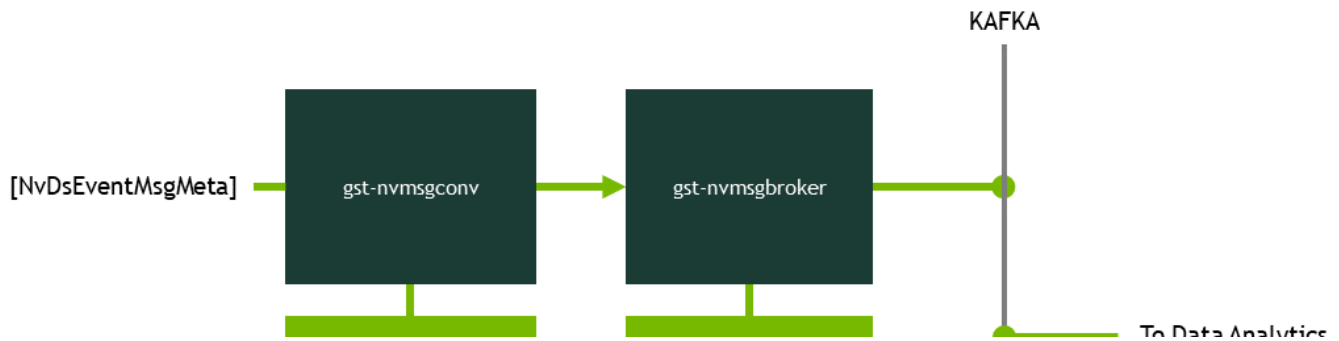 KAFKA
[NvDsEventMsgMeta]
gst-nvmsgconv
gst-nvmsgbroker
To Data Analytics